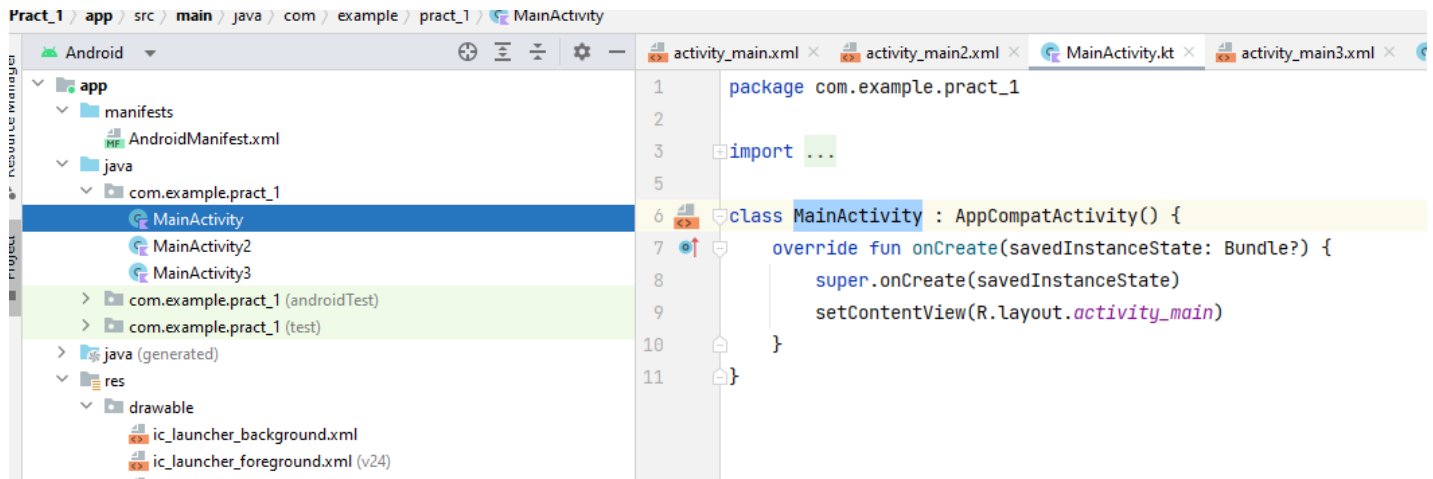 Pract_1 〉 app 〉 src 〉 main 〉 java 〉 com 〉 example 〉 pract_1 〉 MainActivity
Android
activity_main.xml × activity_main2.xml × MainActivity.kt × activity_main3.xml ×
Resource Manager
Project
app
manifests
MF AndroidManifest.xml
java
com.example.pract_1
MainActivity
MainActivity2
MainActivity3
com.example.pract_1 (androidTest)
com.example.pract_1 (test)
java (generated)
res
drawable
ic_launcher_background.xml
ic_launcher_foreground.xml (v24)
1 package com.example.pract_1
2
3 import ...
5
6 class MainActivity : AppCompatActivity() {
7 override fun onCreate(savedInstanceState: Bundle?) {
8 super.onCreate(savedInstanceState)
9 setContentView(R.layout.activity_main)
10 }
11 }